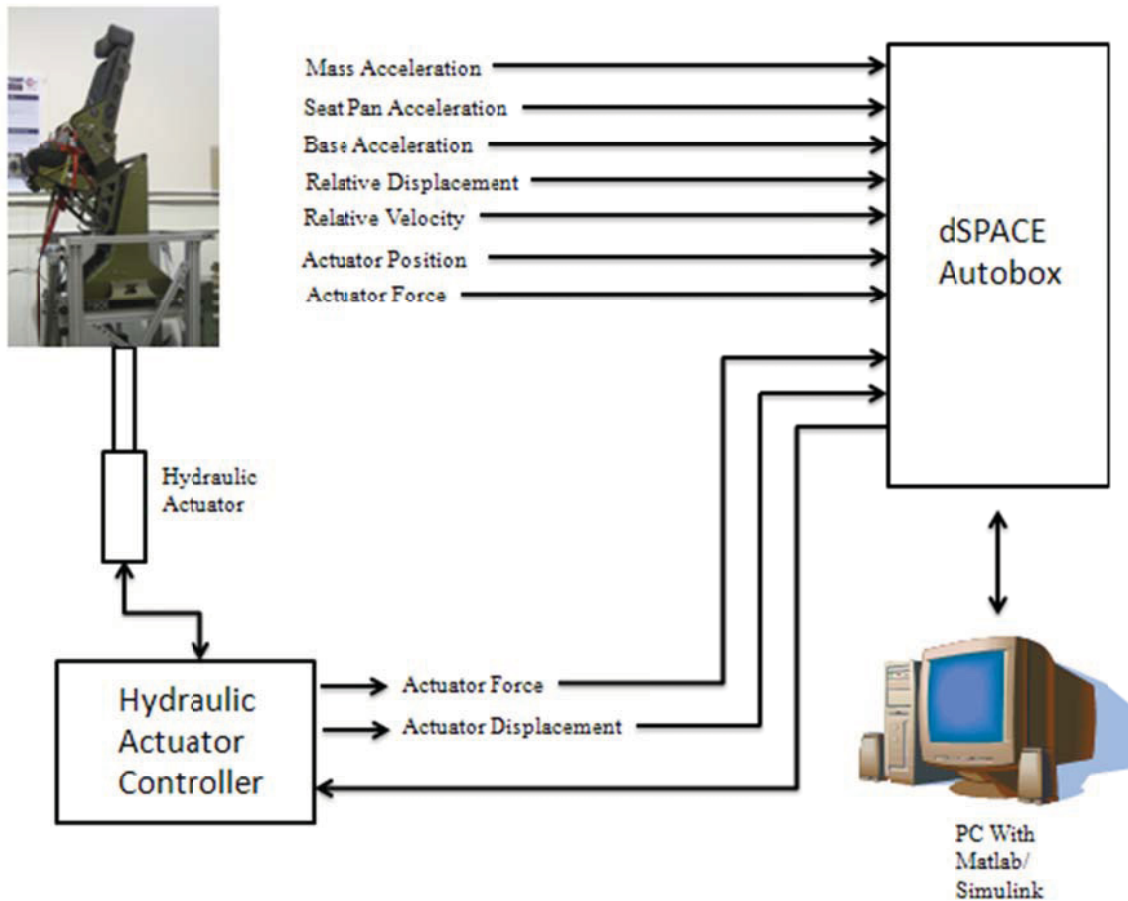 Mass Acceleration
Seat Pan Acceleration
Base Acceleration
Relative Displacement
Relative Velocity
Actuator Position
Actuator Force
dSPACE
Autobox
Hydraulic
Actuator
Hydraulic
Actuator
Controller
Actuator Force
Actuator Displacement
PC With
Matlab/
Simulink